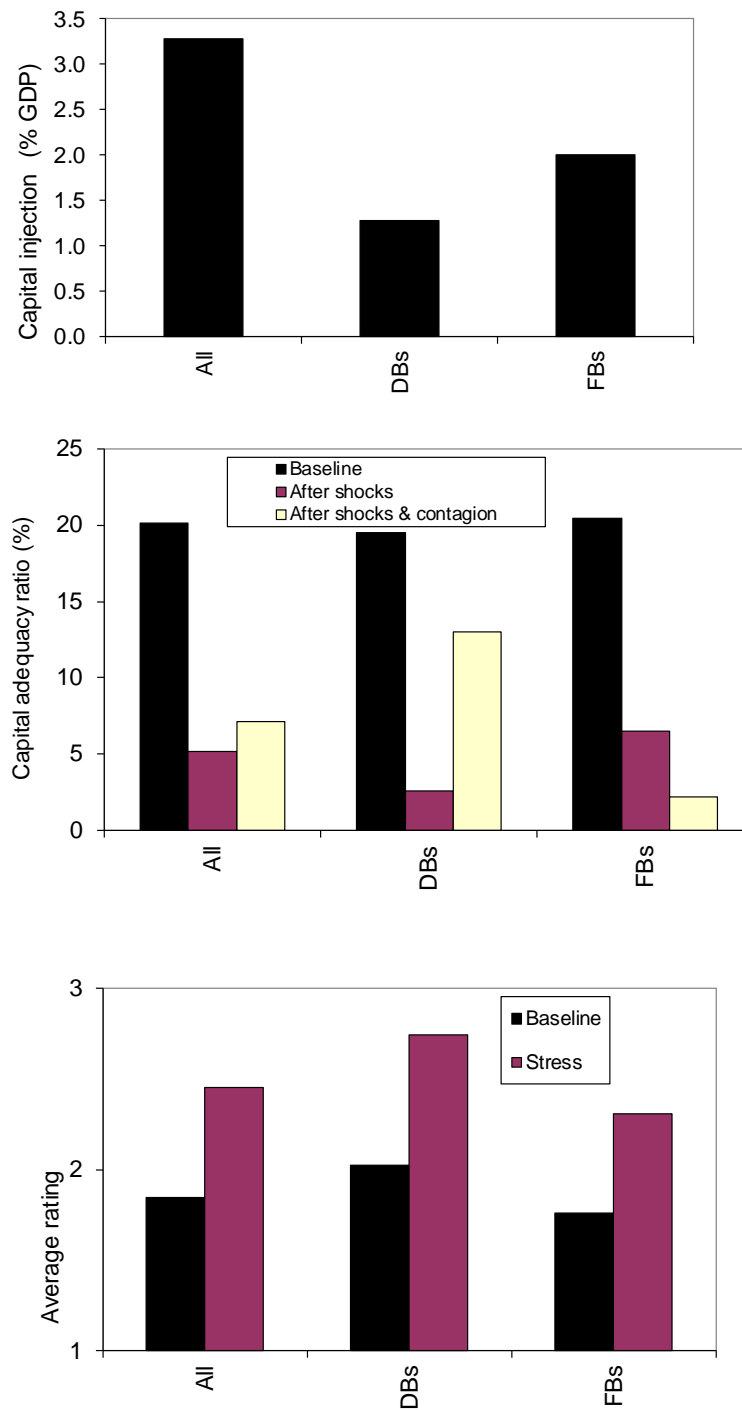 Capital injection (% GDP)
3.5
3.0
2.5
2.0
1.5
1.0
0.5
0.0
All
DBs
FBs
Capital adequacy ratio (%)
25
20
15
10
5
0
Baseline
After shocks
After shocks & contagion
All
DBs
FBs
Average rating
3
2
1
Baseline
Stress
All
DBs
FBs